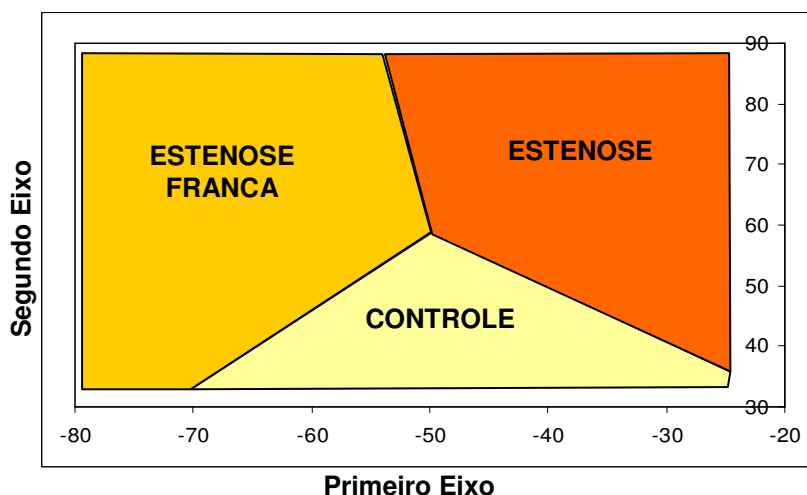 90
80
70
60
50
40
30
ESTENOSE
FRANCA
ESTENOSE
CONTROLE
Segundo Eixo
-80 -70 -60 -50 -40 -30 -20
Primeiro Eixo